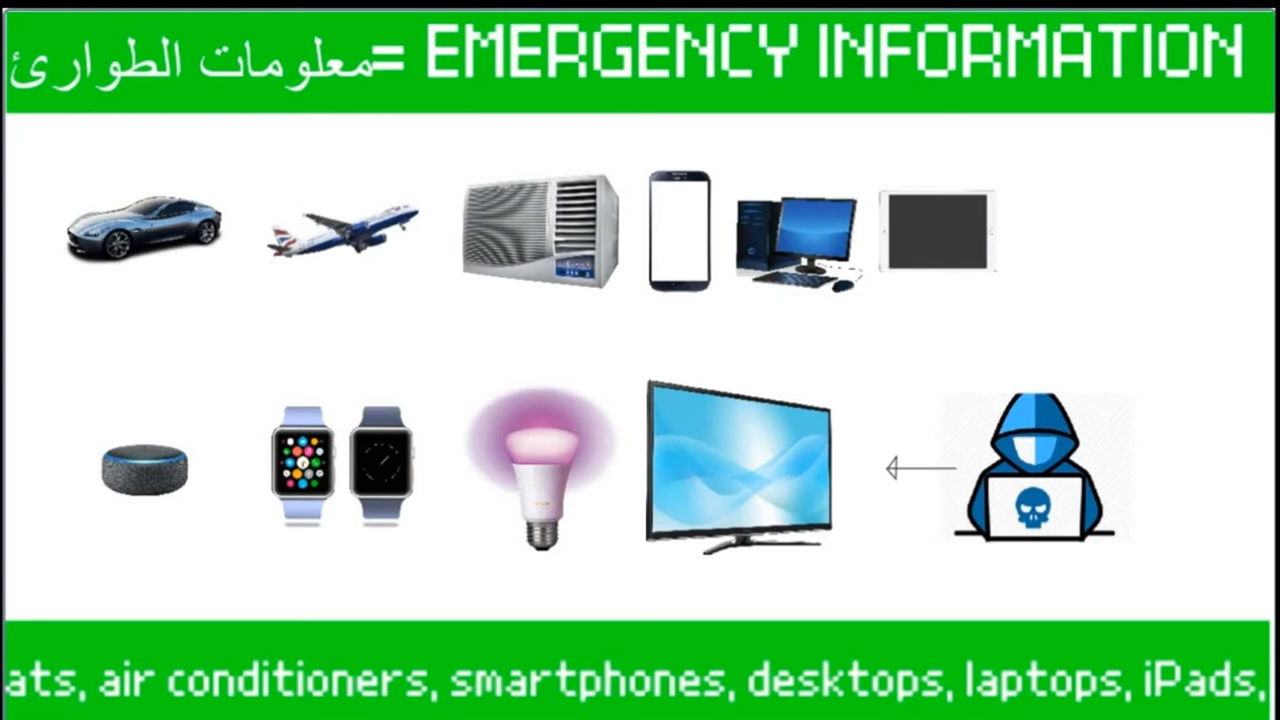 معلومات الطوارئ= EMERGENCY INFORMATION
ats, air conditioners, smartphones, desktops, laptops, iPads,